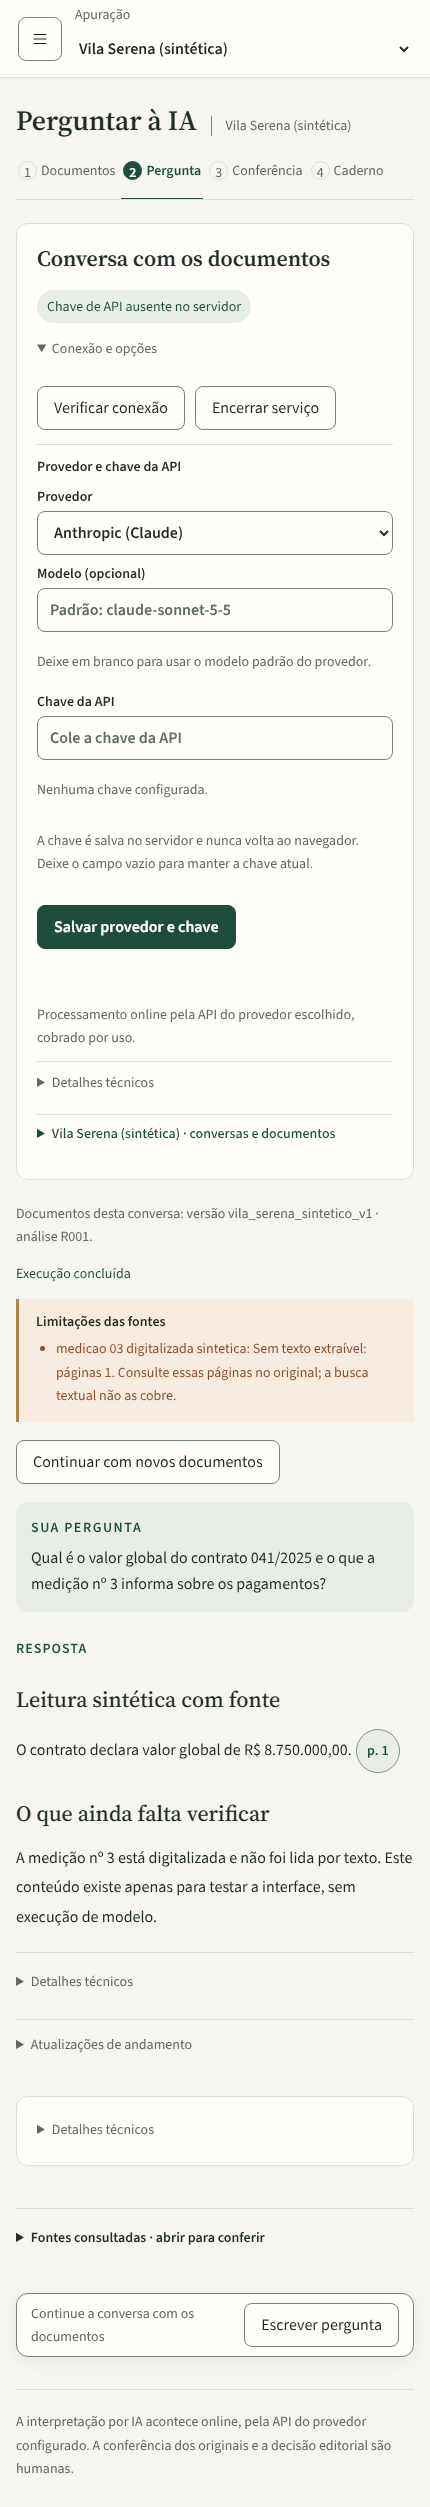 Apuração
Vila Serena (sintética)
Perguntar à IA
Vila Serena (sintética)
1 Documentos 2 Pergunta 3 Conferência 4 Caderno
Conversa com os documentos
Chave de API ausente no servidor
Conexão e opções
Verificar conexão Encerrar serviço
Provedor e chave da API
Provedor
Anthropic (Claude)
Modelo (opcional)
Padrão: claude-sonnet-5-5
Deixe em branco para usar o modelo padrão do provedor.
Chave da API
Cole a chave da API
Nenhuma chave configurada.
A chave é salva no servidor e nunca volta ao navegador.
Deixe o campo vazio para manter a chave atual.
Salvar provedor e chave
Processamento online pela API do provedor escolhido,
cobrado por uso.
Detalhes técnicos
Vila Serena (sintética) · conversas e documentos
Documentos desta conversa: versão vila_serena_sintetico_v1 ·
análise R001.
Execução concluída
Limitações das fontes
• medicao 03 digitalizada sintetica: Sem texto extraível:
páginas 1. Consulte essas páginas no original; a busca
textual não as cobre.
Continuar com novos documentos
SUA PERGUNTA
Qual é o valor global do contrato 041/2025 e o que a
medição nº 3 informa sobre os pagamentos?
RESPOSTA
Leitura sintética com fonte
O contrato declara valor global de R$ 8.750.000,00. p. 1
O que ainda falta verificar
A medição nº 3 está digitalizada e não foi lida por texto. Este
conteúdo existe apenas para testar a interface, sem
execução de modelo.
Detalhes técnicos
Atualizações de andamento
Detalhes técnicos
Fontes consultadas · abrir para conferir
Continue a conversa com os
documentos
Escrever pergunta
A interpretação por IA acontece online, pela API do provedor
configurado. A conferência dos originais e a decisão editorial são
humanas.